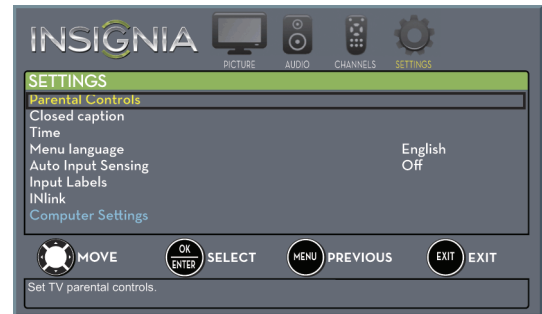 INSIGNIA
PICTURE AUDIO CHANNELS SETTINGS
SETTINGS
Parental Controls
Closed caption
Time
Menu language English
Auto Input Sensing Off
Input Labels
INlink
Computer Settings
MOVE OK ENTER SELECT MENU PREVIOUS EXIT EXIT
Set TV parental controls.